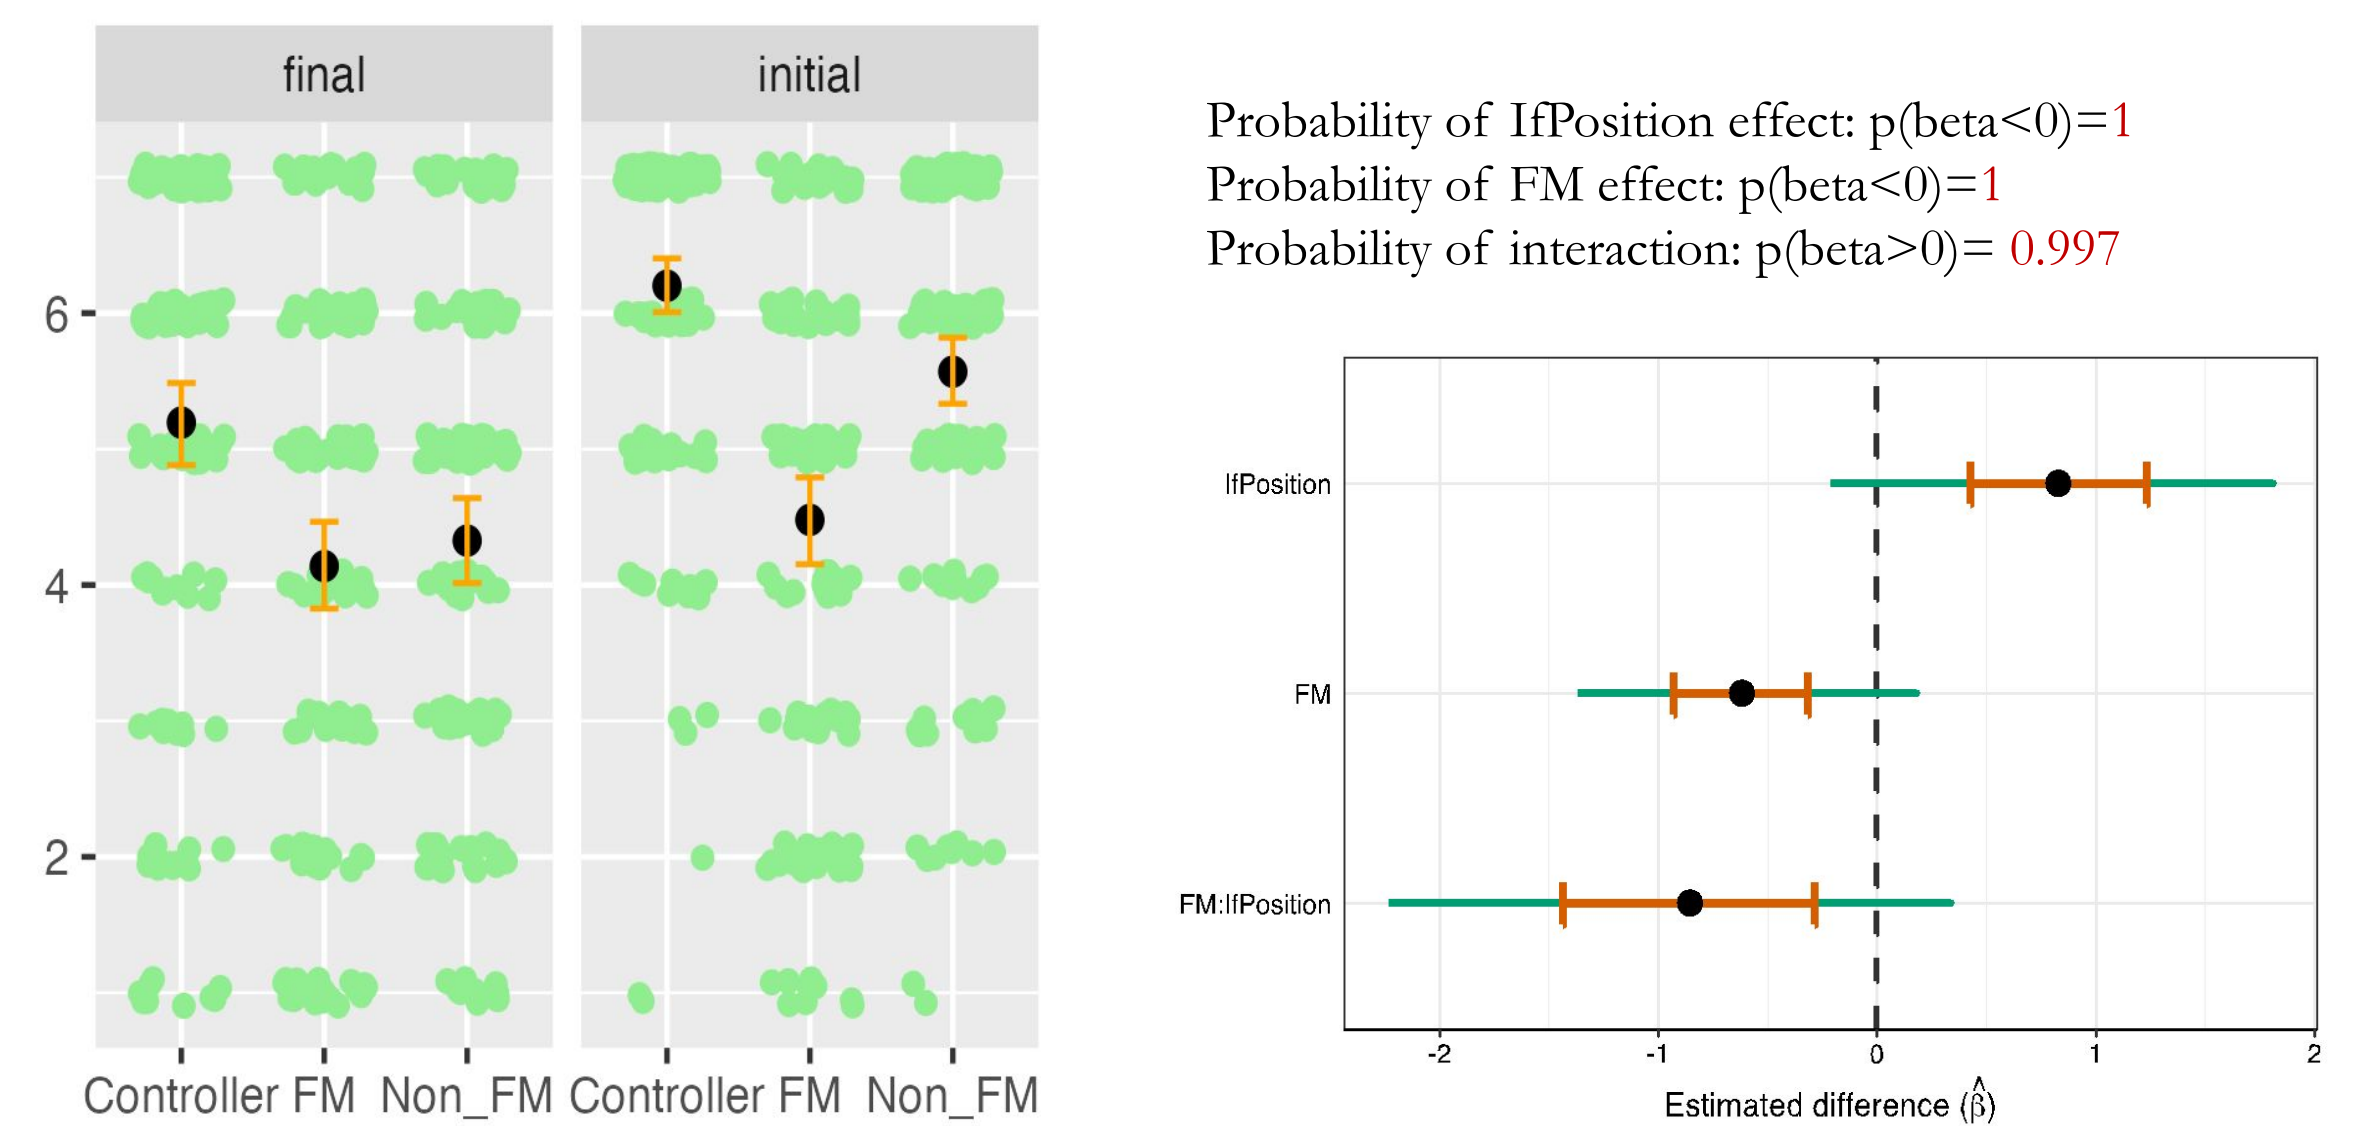 final
initial
6
4
2
Controller FM Non_FM Controller FM Non_FM
Probability of IfPosition effect: p(beta<0)=1
Probability of FM effect: p(beta<0)=1
Probability of interaction: p(beta>0)= 0.997
IfPosition
FM
FM:IfPosition
-2 -1 0 1 2
Estimated difference (β̂)